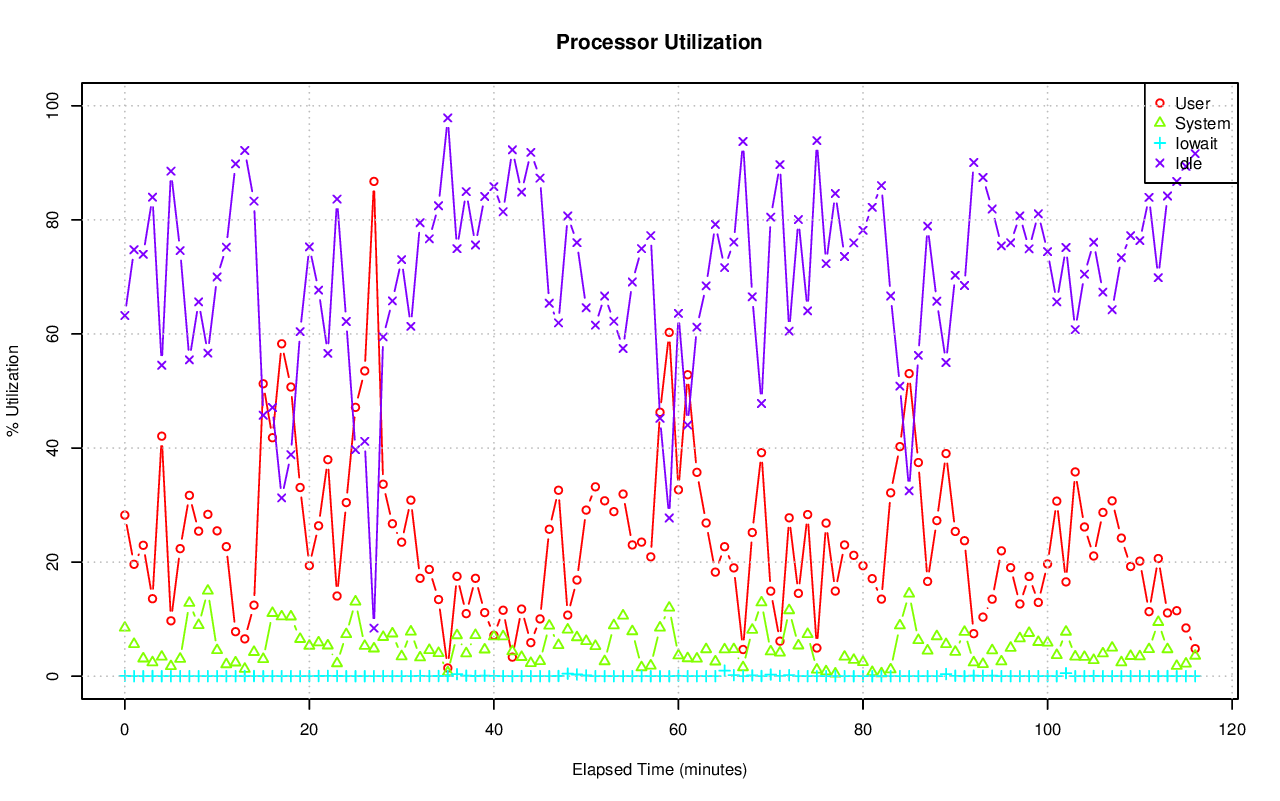 Processor Utilization
% Utilization
100
80
60
40
20
0
User
System
Iowait
Idle
0 20 40 60 80 100 120
Elapsed Time (minutes)